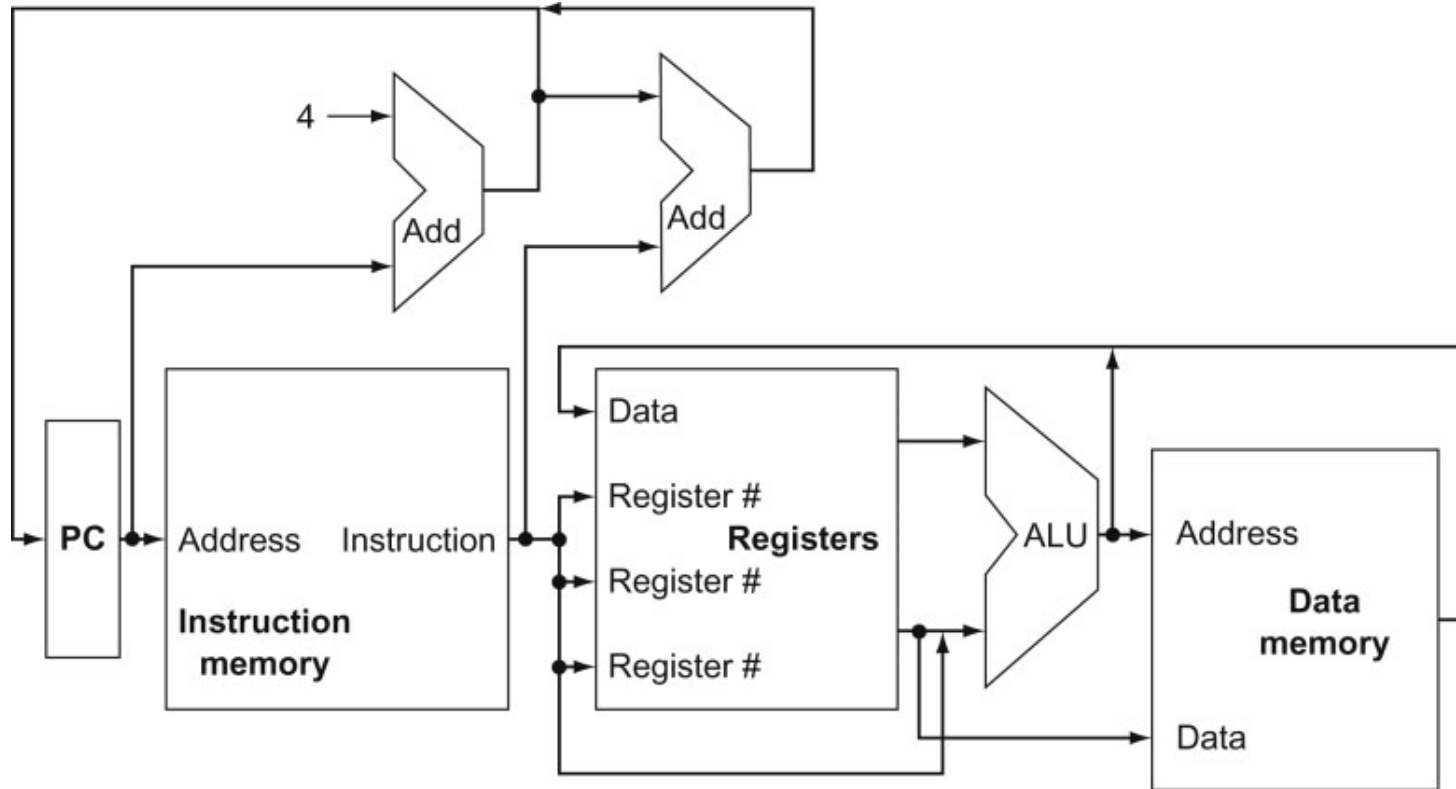 4
Add
Add
Data
Register #
PC
Address
Instruction
Registers
ALU
Address
Register #
Instruction
memory
Data
memory
Register #
Data